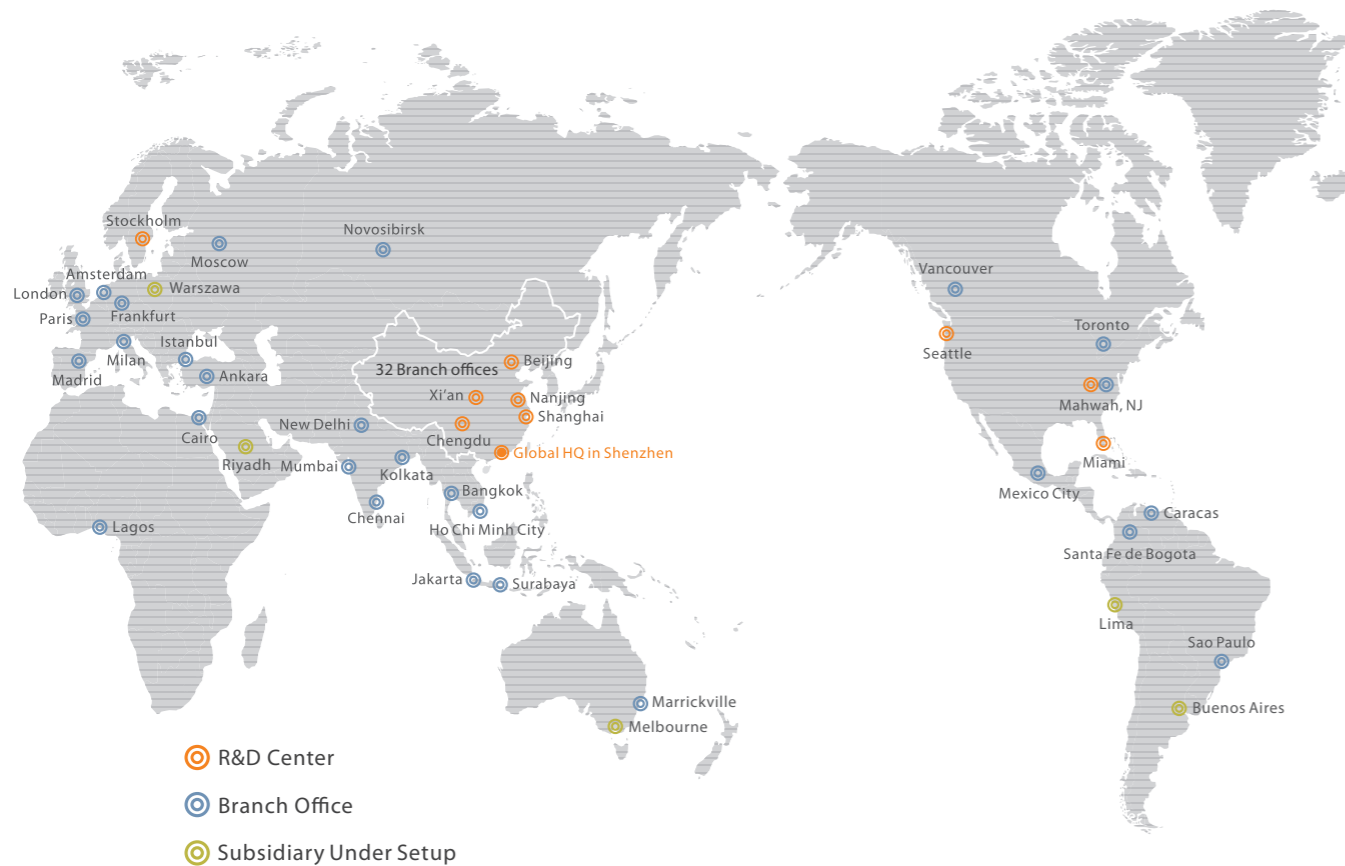 Stockholm
Novosibirsk
Moscow
Vancouver
Amsterdam
London
Warszawa
Paris
Frankfurt
Istanbul
Toronto
Milan
Seattle
Madrid
Ankara
32 Branch offices
Beijing
Xi'an
Nanjing
Mahwah, NJ
Shanghai
New Delhi
Cairo
Chengdu
Global HQ in Shenzhen
Miami
Riyadh
Mumbai
Kolkata
Bangkok
Mexico City
Chennai
Caracas
Lagos
Ho Chi Minh City
Santa Fe de Bogota
Jakarta
Surabaya
Lima
Sao Paulo
Marrickville
Buenos Aires
Melbourne
R&D Center
Branch Office
Subsidiary Under Setup